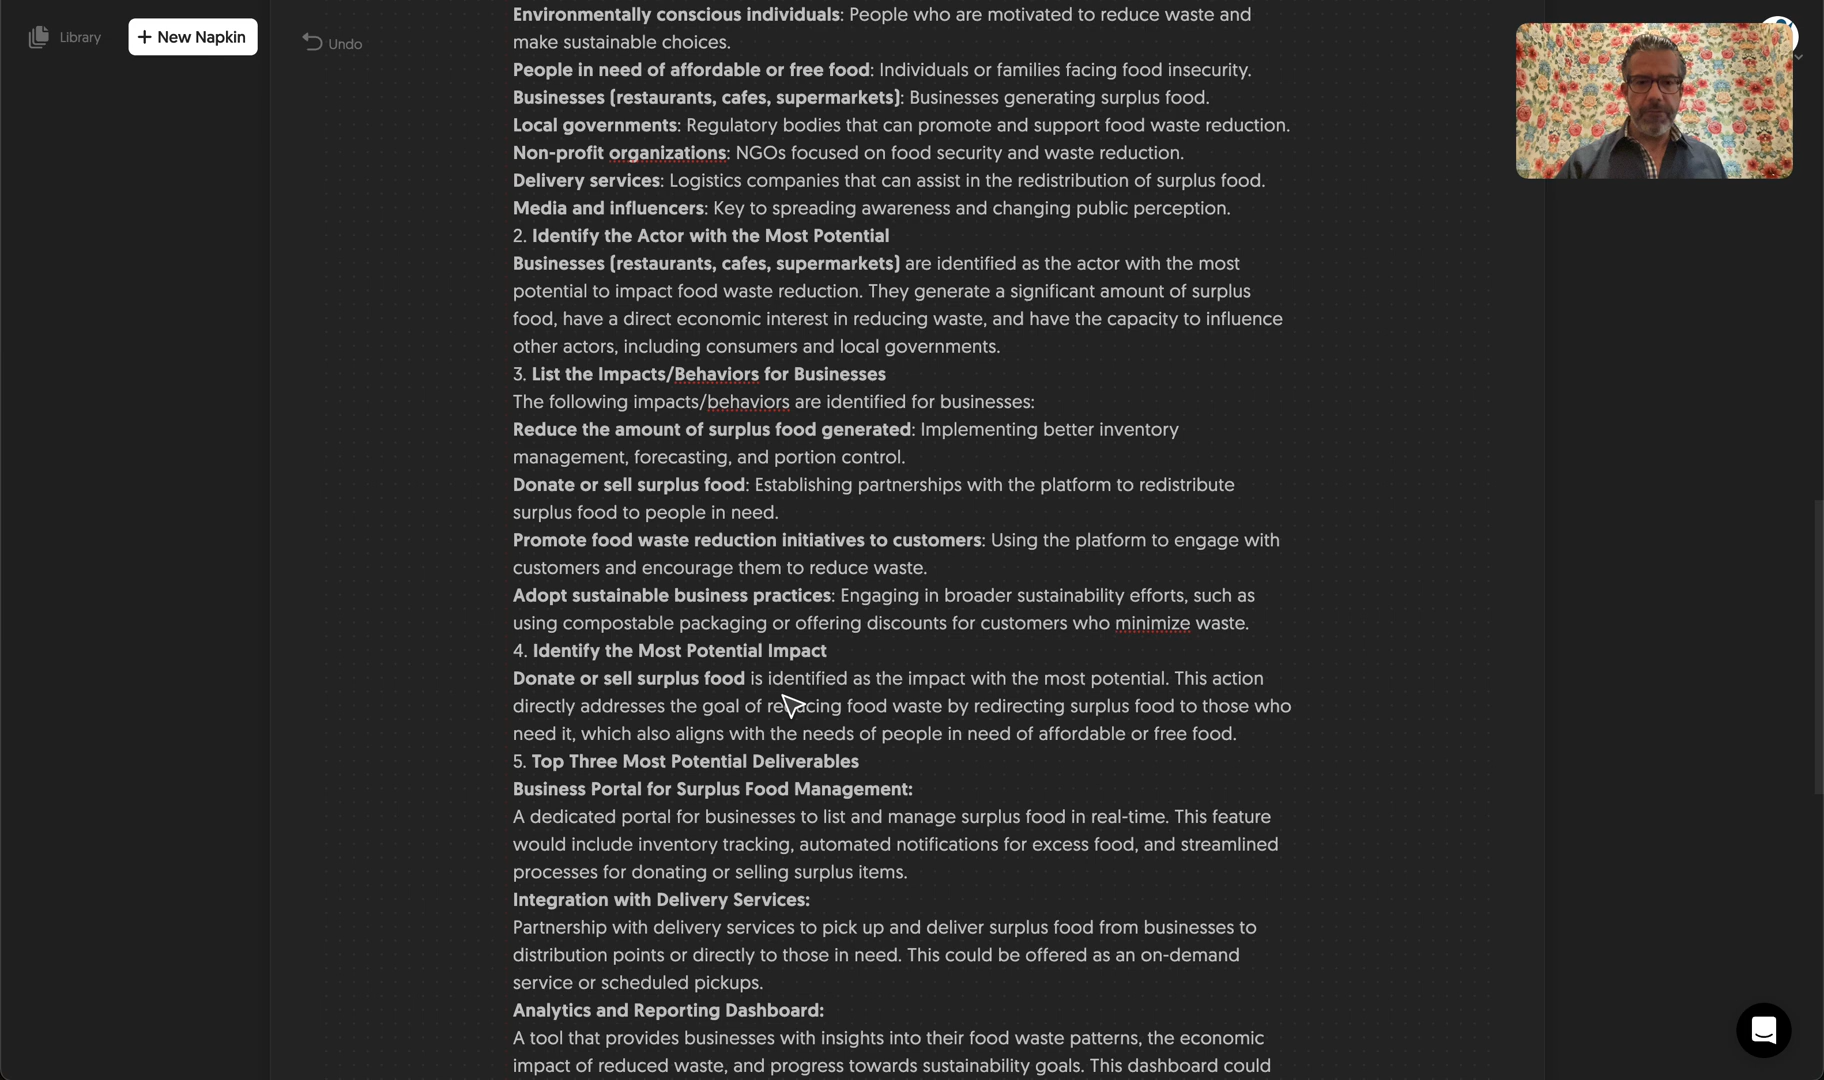 Library
+ New Napkin
Undo
Environmentally conscious individuals: People who are motivated to reduce waste and
make sustainable choices.
People in need of affordable or free food: Individuals or families facing food insecurity.
Businesses (restaurants, cafes, supermarkets): Businesses generating surplus food.
Local governments: Regulatory bodies that can promote and support food waste reduction.
Non-profit organizations: NGOs focused on food security and waste reduction.
Delivery services: Logistics companies that can assist in the redistribution of surplus food.
Media and influencers: Key to spreading awareness and changing public perception.
2. Identify the Actor with the Most Potential
Businesses (restaurants, cafes, supermarkets) are identified as the actor with the most
potential to impact food waste reduction. They generate a significant amount of surplus
food, have a direct economic interest in reducing waste, and have the capacity to influence
other actors, including consumers and local governments.
3. List the Impacts/Behaviors for Businesses
The following impacts/behaviors are identified for businesses:
Reduce the amount of surplus food generated: Implementing better inventory
management, forecasting, and portion control.
Donate or sell surplus food: Establishing partnerships with the platform to redistribute
surplus food to people in need.
Promote food waste reduction initiatives to customers: Using the platform to engage with
customers and encourage them to reduce waste.
Adopt sustainable business practices: Engaging in broader sustainability efforts, such as
using compostable packaging or offering discounts for customers who minimize waste.
4. Identify the Most Potential Impact
Donate or sell surplus food is identified as the impact with the most potential. This action
directly addresses the goal of reducing food waste by redirecting surplus food to those who
need it, which also aligns with the needs of people in need of affordable or free food.
5. Top Three Most Potential Deliverables
Business Portal for Surplus Food Management:
A dedicated portal for businesses to list and manage surplus food in real-time. This feature
would include inventory tracking, automated notifications for excess food, and streamlined
processes for donating or selling surplus items.
Integration with Delivery Services:
Partnership with delivery services to pick up and deliver surplus food from businesses to
distribution points or directly to those in need. This could be offered as an on-demand
service or scheduled pickups.
Analytics and Reporting Dashboard:
A tool that provides businesses with insights into their food waste patterns, the economic
impact of reduced waste, and progress towards sustainability goals. This dashboard could